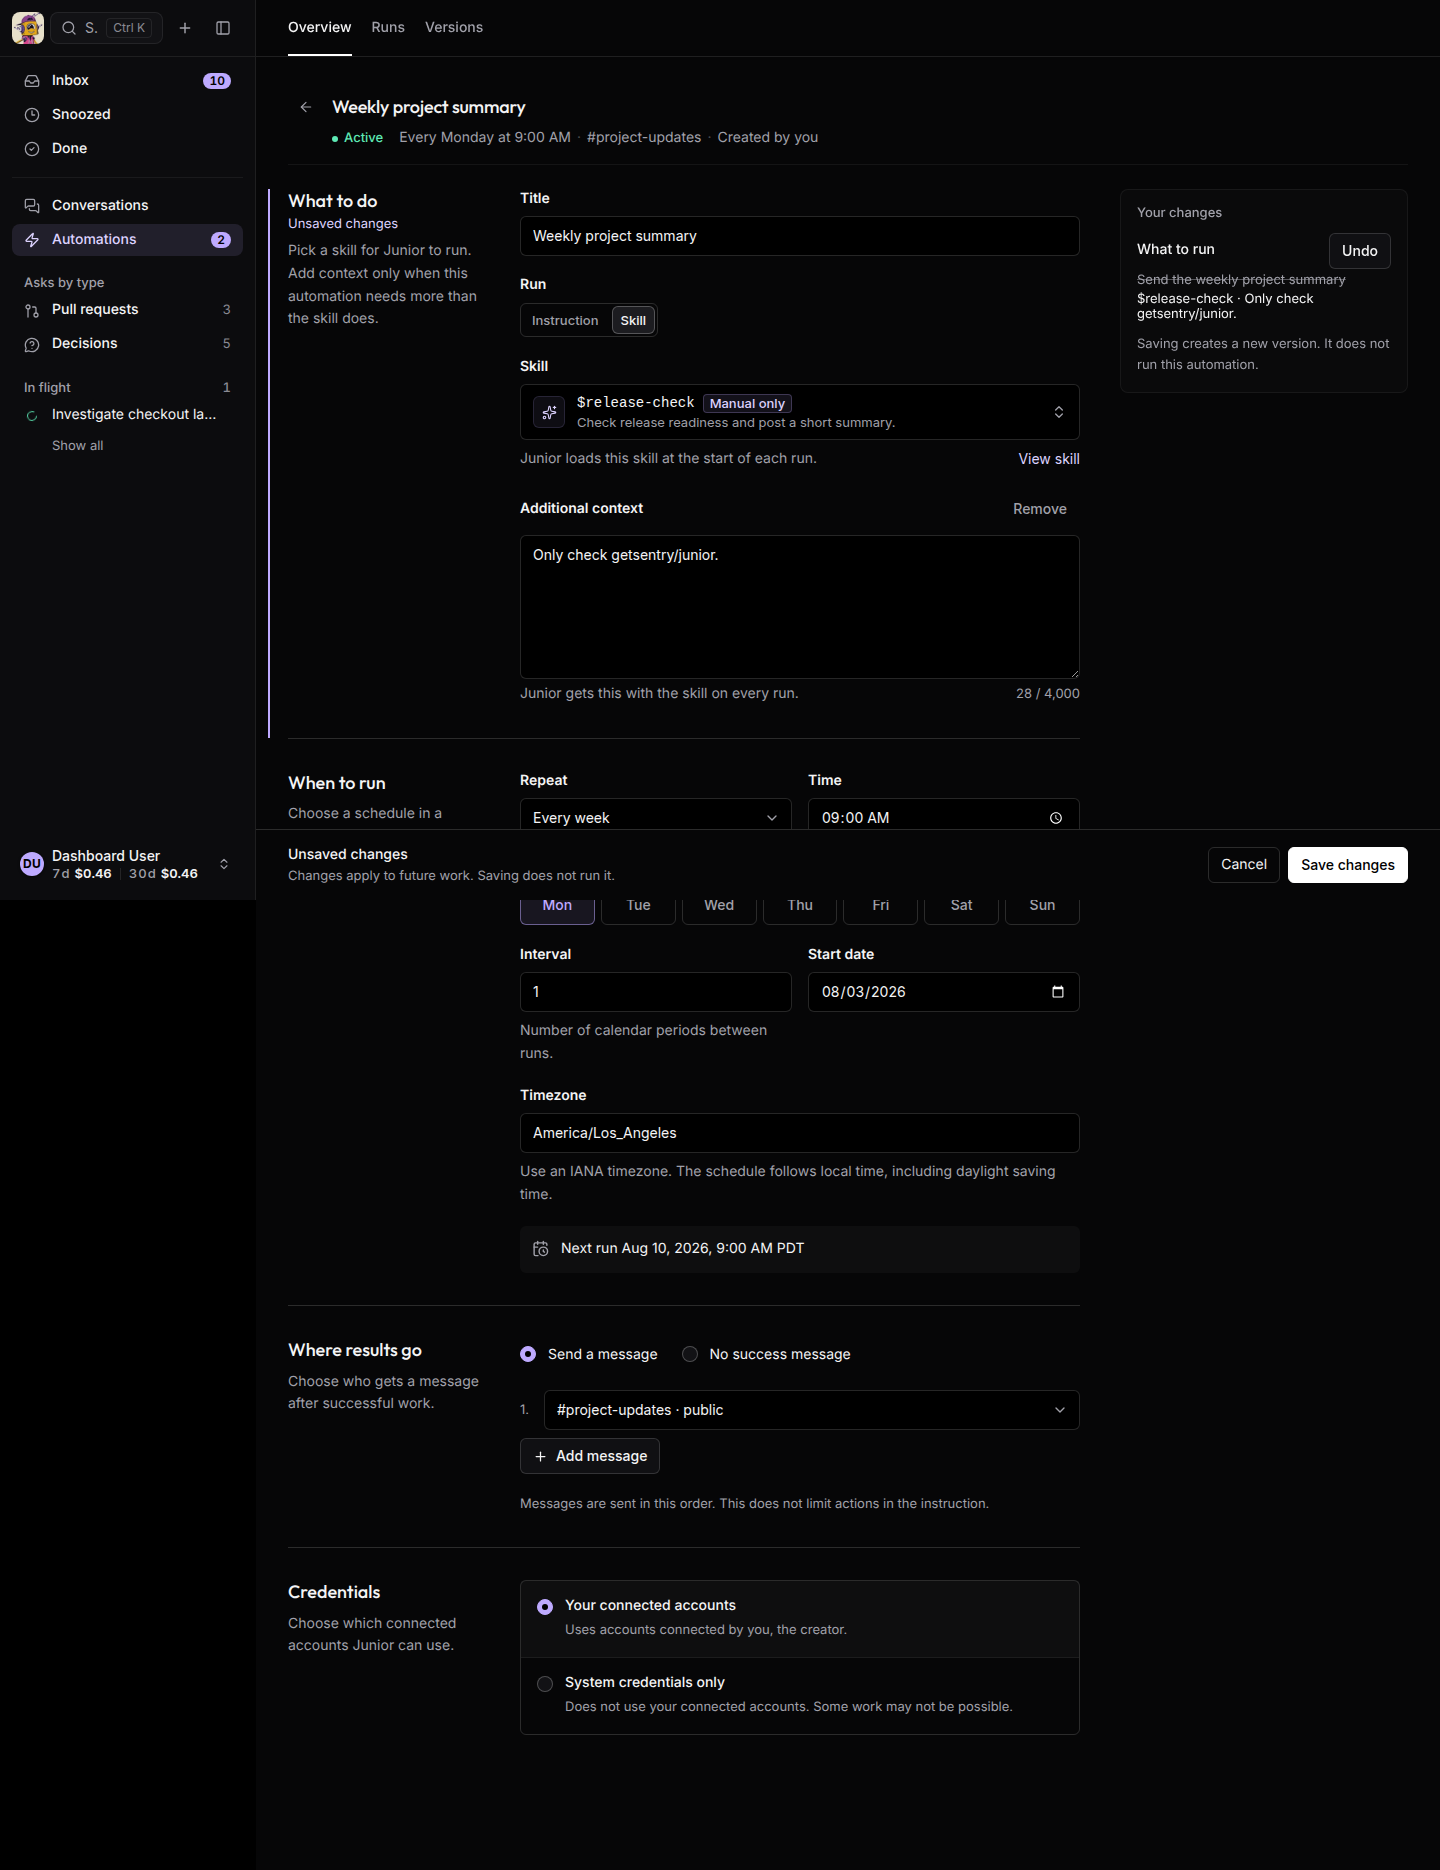 S. Ctrl K
Inbox 10
Snoozed
Done
Conversations
Automations 2
Asks by type
Pull requests 3
Decisions 5
In flight 1
Investigate checkout la...
Show all
DU Dashboard User
7d $0.46 30d $0.46
Overview Runs Versions
Weekly project summary
Active Every Monday at 9:00 AM · #project-updates · Created by you
What to do
Unsaved changes
Pick a skill for Junior to run.
Add context only when this
automation needs more than
the skill does.
Title
Weekly project summary
Run
Instruction Skill
Skill
$release-check Manual only
Check release readiness and post a short summary.
Junior loads this skill at the start of each run. View skill
Additional context Remove
Only check getsentry/junior.
Junior gets this with the skill on every run. 28 / 4,000
Your changes
What to run Undo
Send the weekly project summary
$release-check · Only check
getsentry/junior.
Saving creates a new version. It does not
run this automation.
When to run
Choose a schedule in a
Repeat Time
Every week 09:00 AM
Unsaved changes
Changes apply to future work. Saving does not run it.
Cancel Save changes
Mon Tue Wed Thu Fri Sat Sun
Interval Start date
1 08/03/2026
Number of calendar periods between
runs.
Timezone
America/Los_Angeles
Use an IANA timezone. The schedule follows local time, including daylight saving
time.
Next run Aug 10, 2026, 9:00 AM PDT
Where results go
Choose who gets a message
after successful work.
Send a message No success message
1. #project-updates · public
Add message
Messages are sent in this order. This does not limit actions in the instruction.
Credentials
Choose which connected
accounts Junior can use.
Your connected accounts
Uses accounts connected by you, the creator.
System credentials only
Does not use your connected accounts. Some work may not be possible.